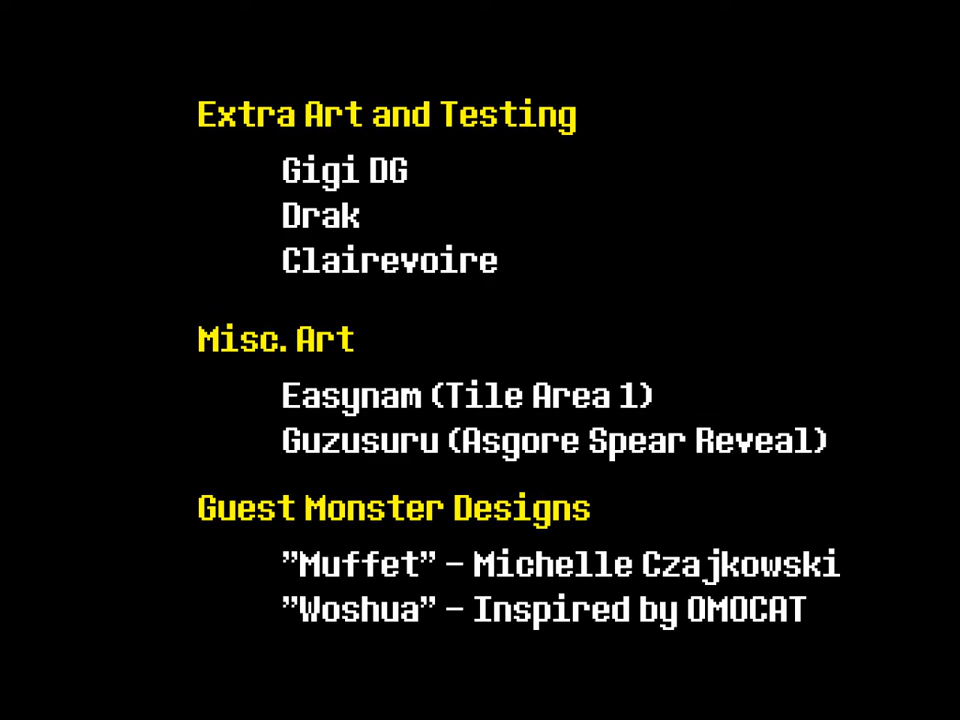 Extra Art and Testing
Gigi DG
Drak
Clairevoire
Misc. Art
Easynam (Tile Area 1)
Guzusuru (Asgore Spear Reveal)
Guest Monster Designs
”Muffet” – Michelle Czajkowski
”Woshua” – Inspired by OMOCAT